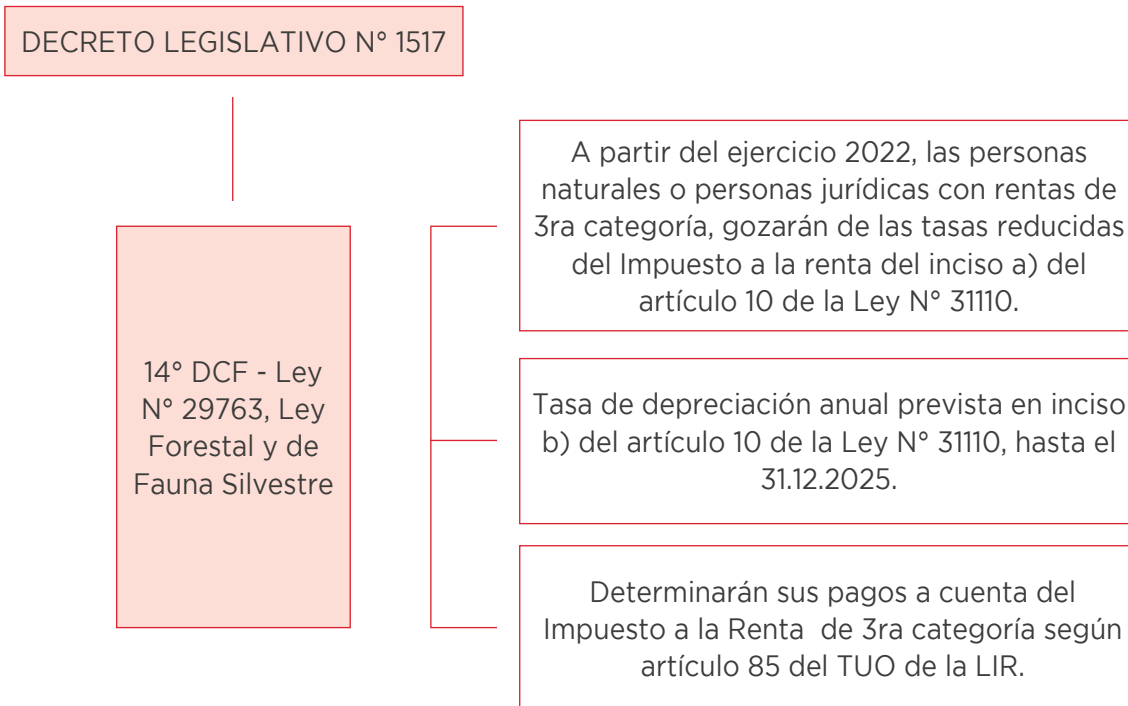 DECRETO LEGISLATIVO N° 1517
14° DCF - Ley
N° 29763, Ley
Forestal y de
Fauna Silvestre
A partir del ejercicio 2022, las personas
naturales o personas jurídicas con rentas de
3ra categoría, gozarán de las tasas reducidas
del Impuesto a la renta del inciso a) del
artículo 10 de la Ley N° 31110.
Tasa de depreciación anual prevista en inciso
b) del artículo 10 de la Ley N° 31110, hasta el
31.12.2025.
Determinarán sus pagos a cuenta del
Impuesto a la Renta de 3ra categoría según
artículo 85 del TUO de la LIR.